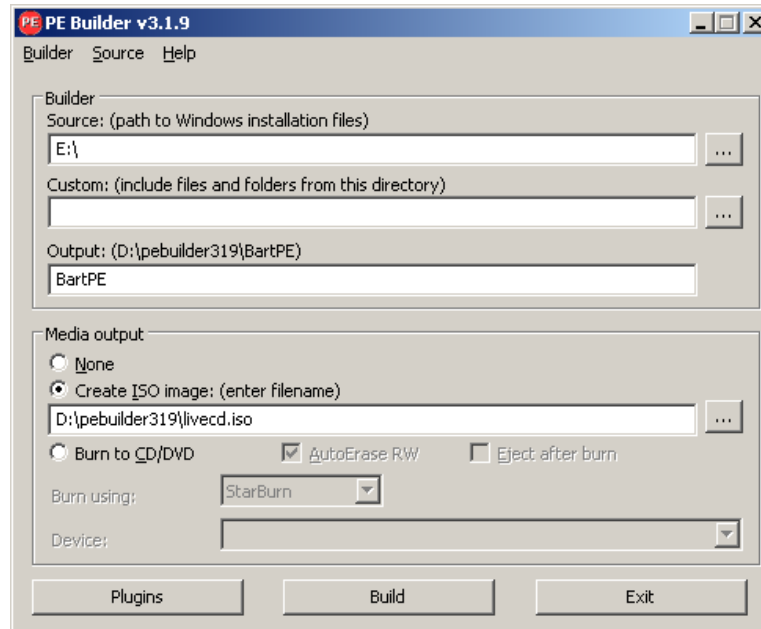 PE PE Builder v3.1.9
Builder Source Help
Builder
Source: (path to Windows installation files)
E:\
...
Custom: (include files and folders from this directory)
...
Output: (D:\pebuilder319\BartPE)
BartPE
Media output
None
Create ISO image: (enter filename)
D:\pebuilder319\livecd.iso
...
Burn to CD/DVD AutoErase RW Eject after burn
Burn using: StarBurn
Device:
Plugins Build Exit